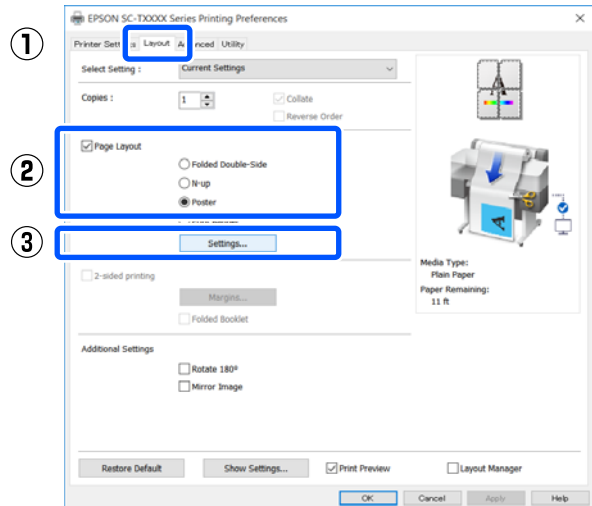 EPSON SC-TXXXX Series Printing Preferences
1
Layout
Utility
Select Setting :
Current Settings
Copies :
1
Collate
Reverse Order
2
Page Layout
Folded Double-Side
N-up
Poster
3
Settings...
2-sided printing
Margins...
Folded Booklet
Media Type:
Plain Paper
Paper Remaining:
11 ft
Additional Settings
Rotate 180°
Mirror Image
Restore Default
Show Settings...
Print Preview
Layout Manager
OK
Cancel
Apply
Help